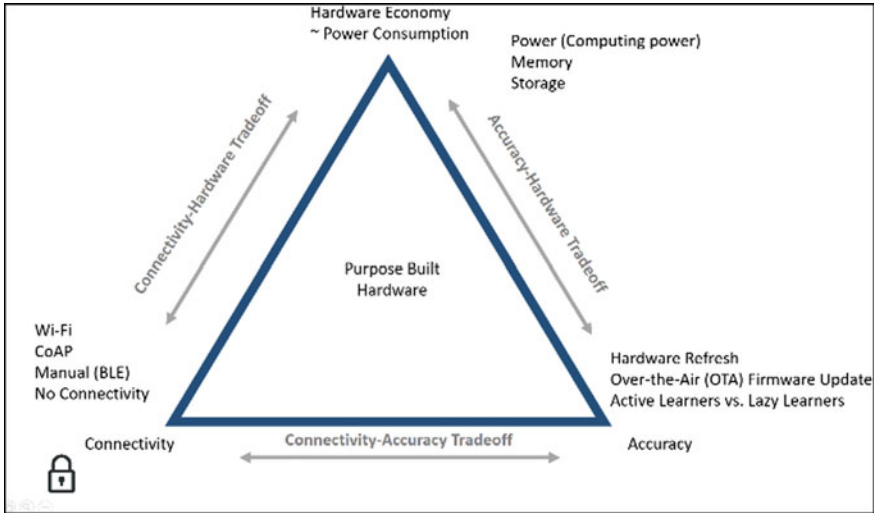 Hardware Economy
~ Power Consumption
Power (Computing power)
Memory
Storage
Connectivity-Hardware Tradeoff
Accuracy-Hardware Tradeoff
Purpose Built
Hardware
Wi-Fi
CoAP
Manual (BLE)
No Connectivity
Hardware Refresh
Over-the-Air (OTA) Firmware Update
Active Learners vs. Lazy Learners
Connectivity
Connectivity-Accuracy Tradeoff
Accuracy